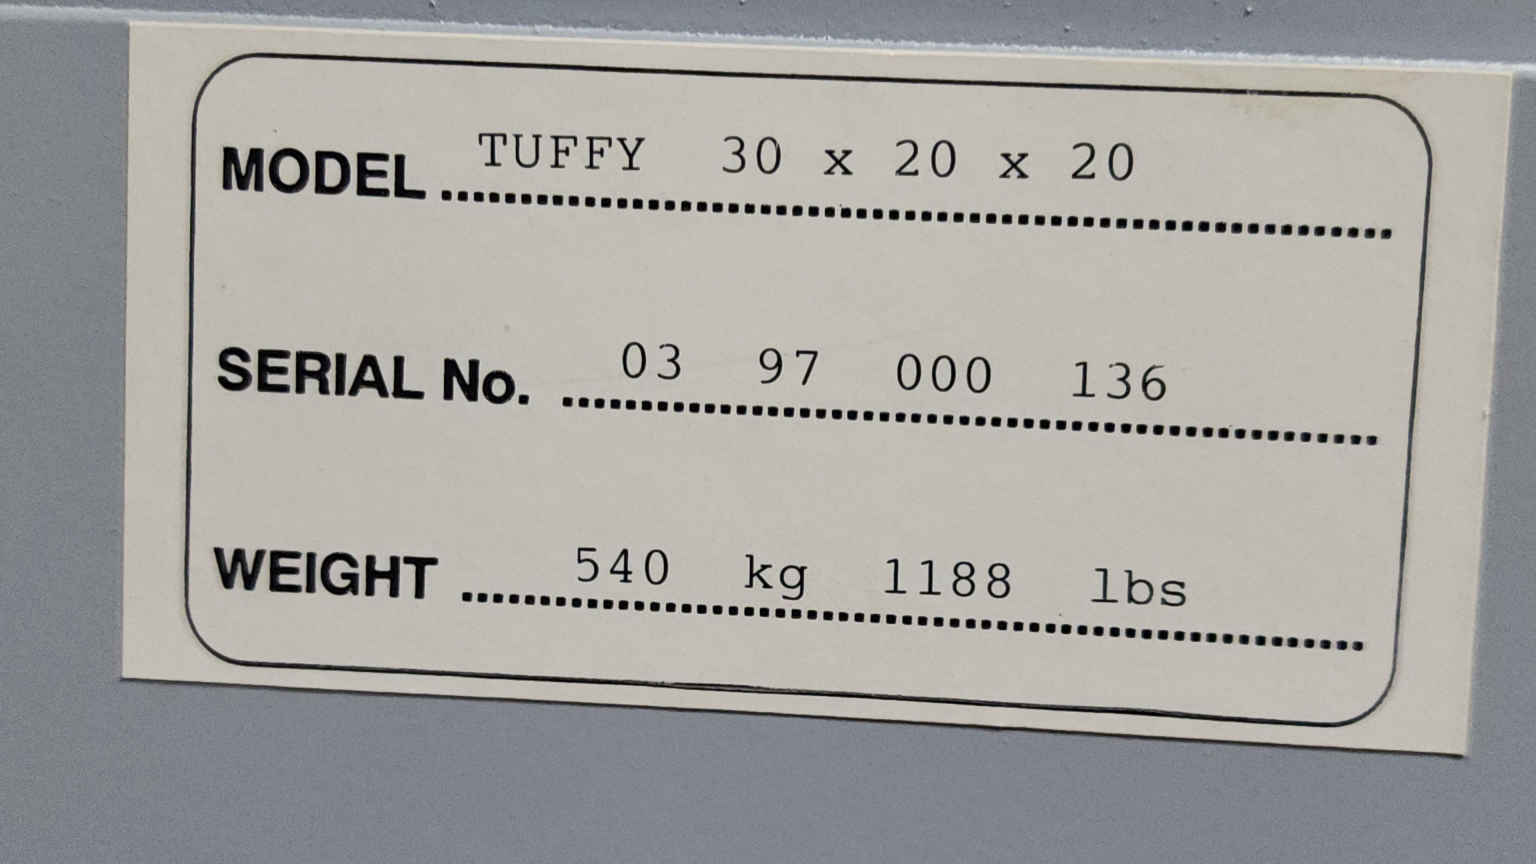 MODEL TUFFY 30 x 20 x 20
SERIAL No. 03 97 000 136
WEIGHT 540 kg 1188 lbs